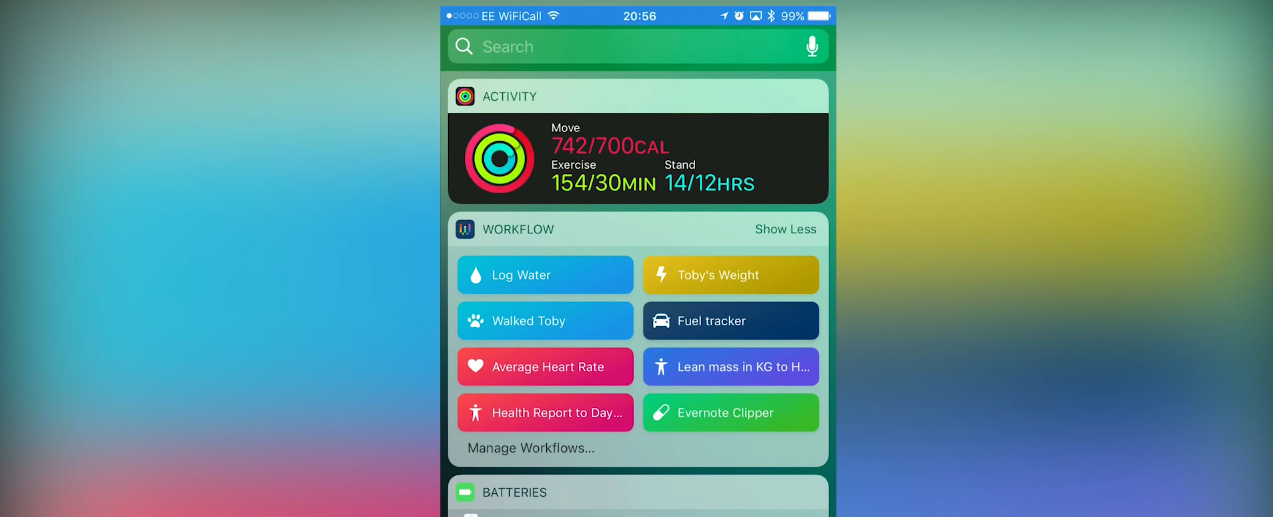 EE WiFiCall 20:56 99%
Search
ACTIVITY
Move
742/700CAL
Exercise Stand
154/30MIN 14/12HRS
WORKFLOW Show Less
Log Water Toby's Weight
Walked Toby Fuel tracker
Average Heart Rate Lean mass in KG to H...
Health Report to Day... Evernote Clipper
Manage Workflows...
BATTERIES